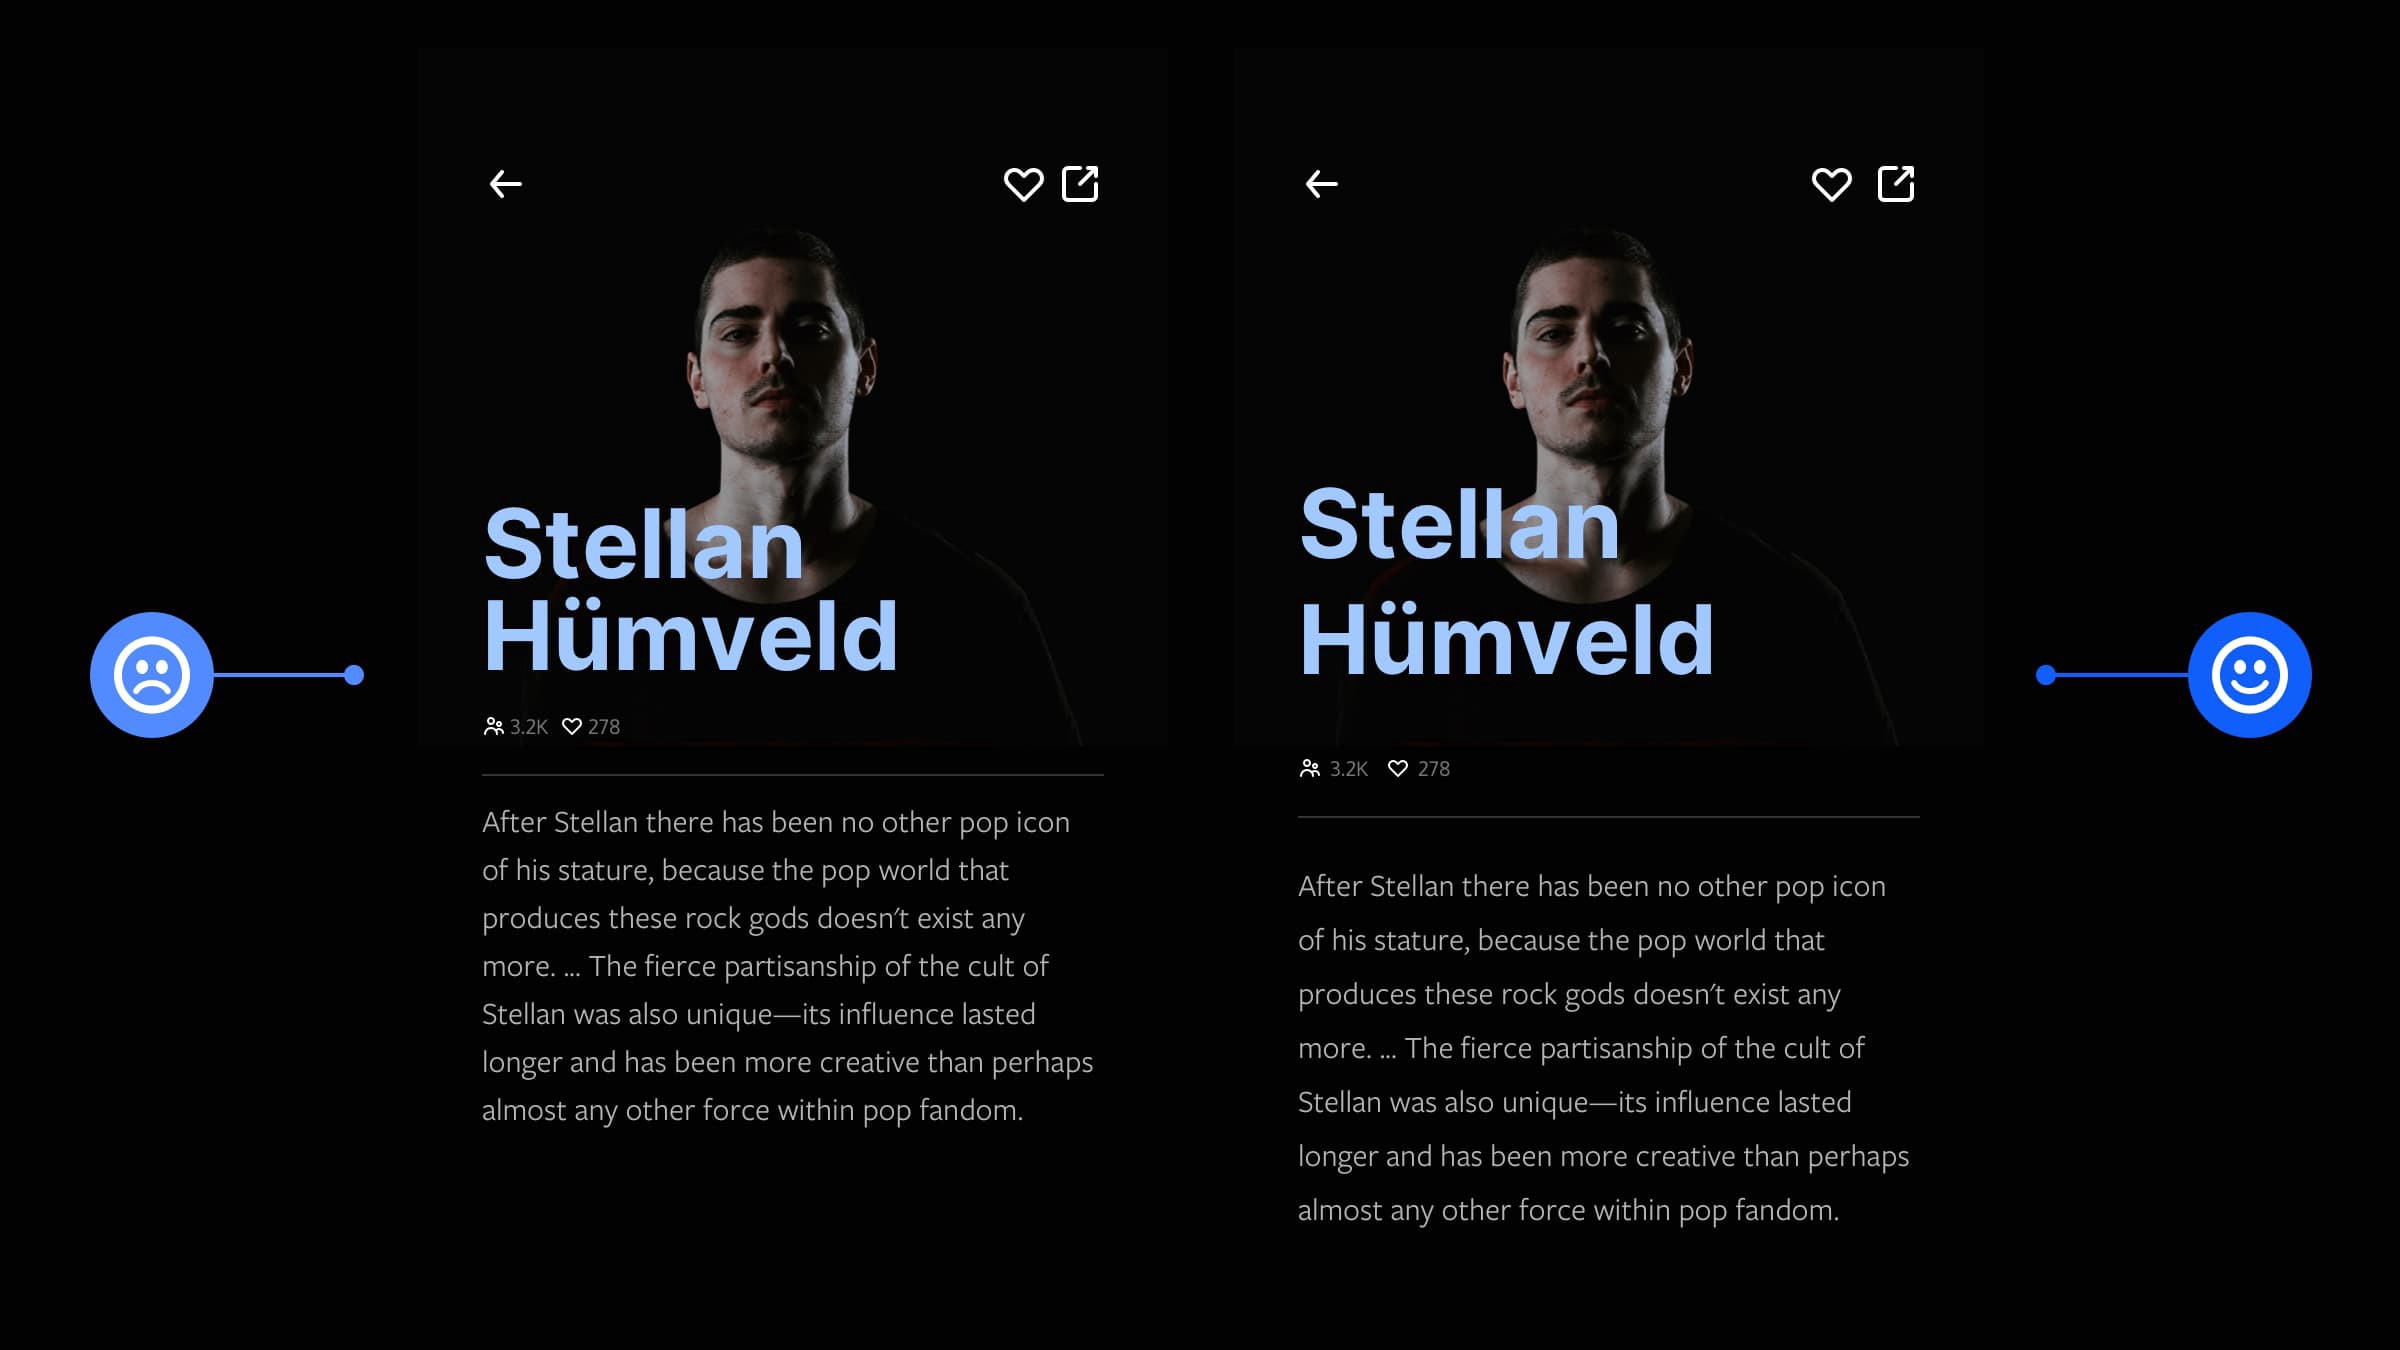 Stellan
Hümveld
3.2K 278
After Stellan there has been no other pop icon
of his stature, because the pop world that
produces these rock gods doesn't exist any
more. ... The fierce partisanship of the cult of
Stellan was also unique—its influence lasted
longer and has been more creative than perhaps
almost any other force within pop fandom.
Stellan
Hümveld
3.2K 278
After Stellan there has been no other pop icon
of his stature, because the pop world that
produces these rock gods doesn't exist any
more. ... The fierce partisanship of the cult of
Stellan was also unique—its influence lasted
longer and has been more creative than perhaps
almost any other force within pop fandom.